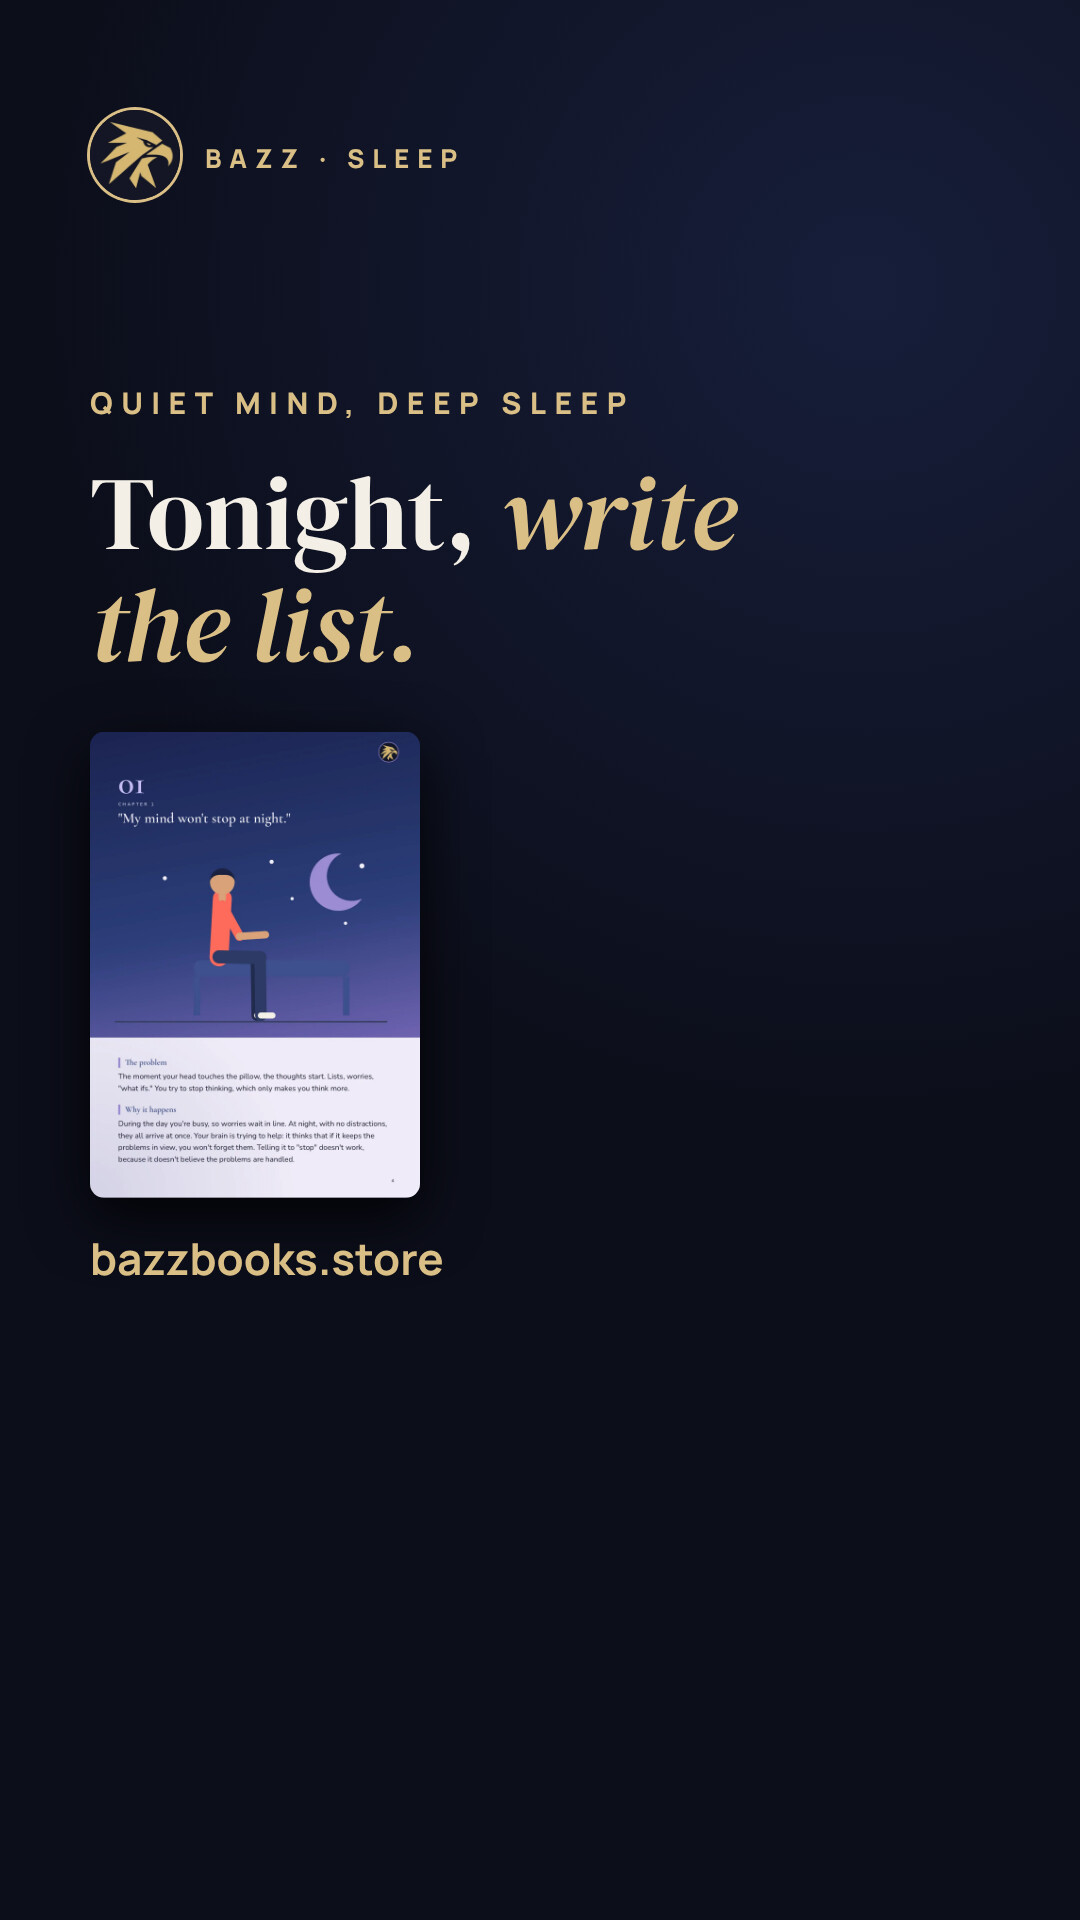 BAZZ · SLEEP
QUIET MIND, DEEP SLEEP
Tonight, write
the list.
01
CHAPTER 1
"My mind won't stop at night."
The problem
The moment your head touches the pillow, the thoughts start. Lists, worries,
"what ifs." You try to stop thinking, which only makes you think more.
Why it happens
During the day you're busy, so worries wait in line. At night, with no distractions,
they all arrive at once. Your brain is trying to help: it thinks that if it keeps the
problems in view, you won't forget them. Telling it to "stop" doesn't work,
because it doesn't believe the problems are handled.
bazzbooks.store